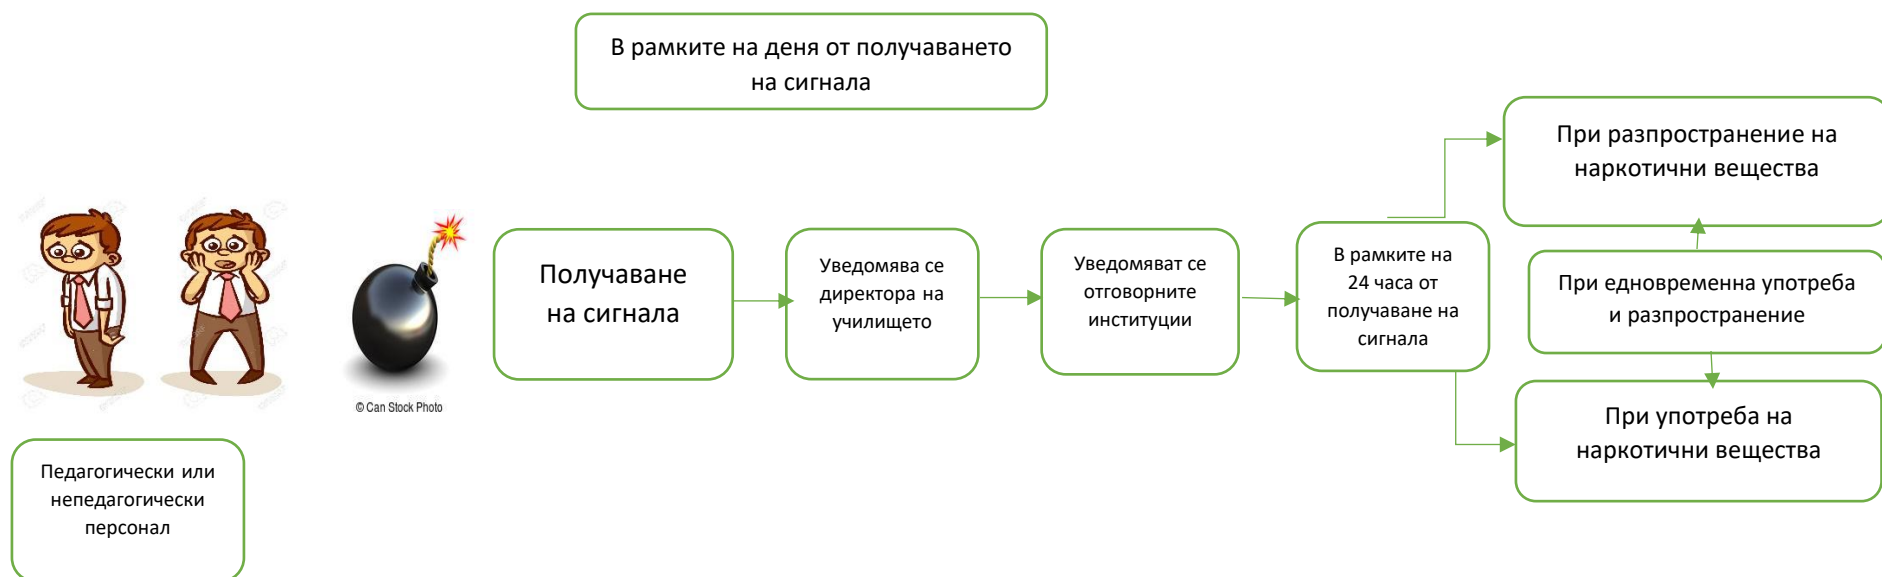 В рамките на деня от получаването
на сигнала
При разпространение на
наркотични вещества
Получаване
на сигнала
Уведомява се
директора на
училището
Уведомяват се
отговорните
институции
В рамките на
24 часа от
получаване на
сигнала
При едновременна употреба
и разпространение
При употреба на
наркотични вещества
© Can Stock Photo
Педагогически или
непедагогически
персонал